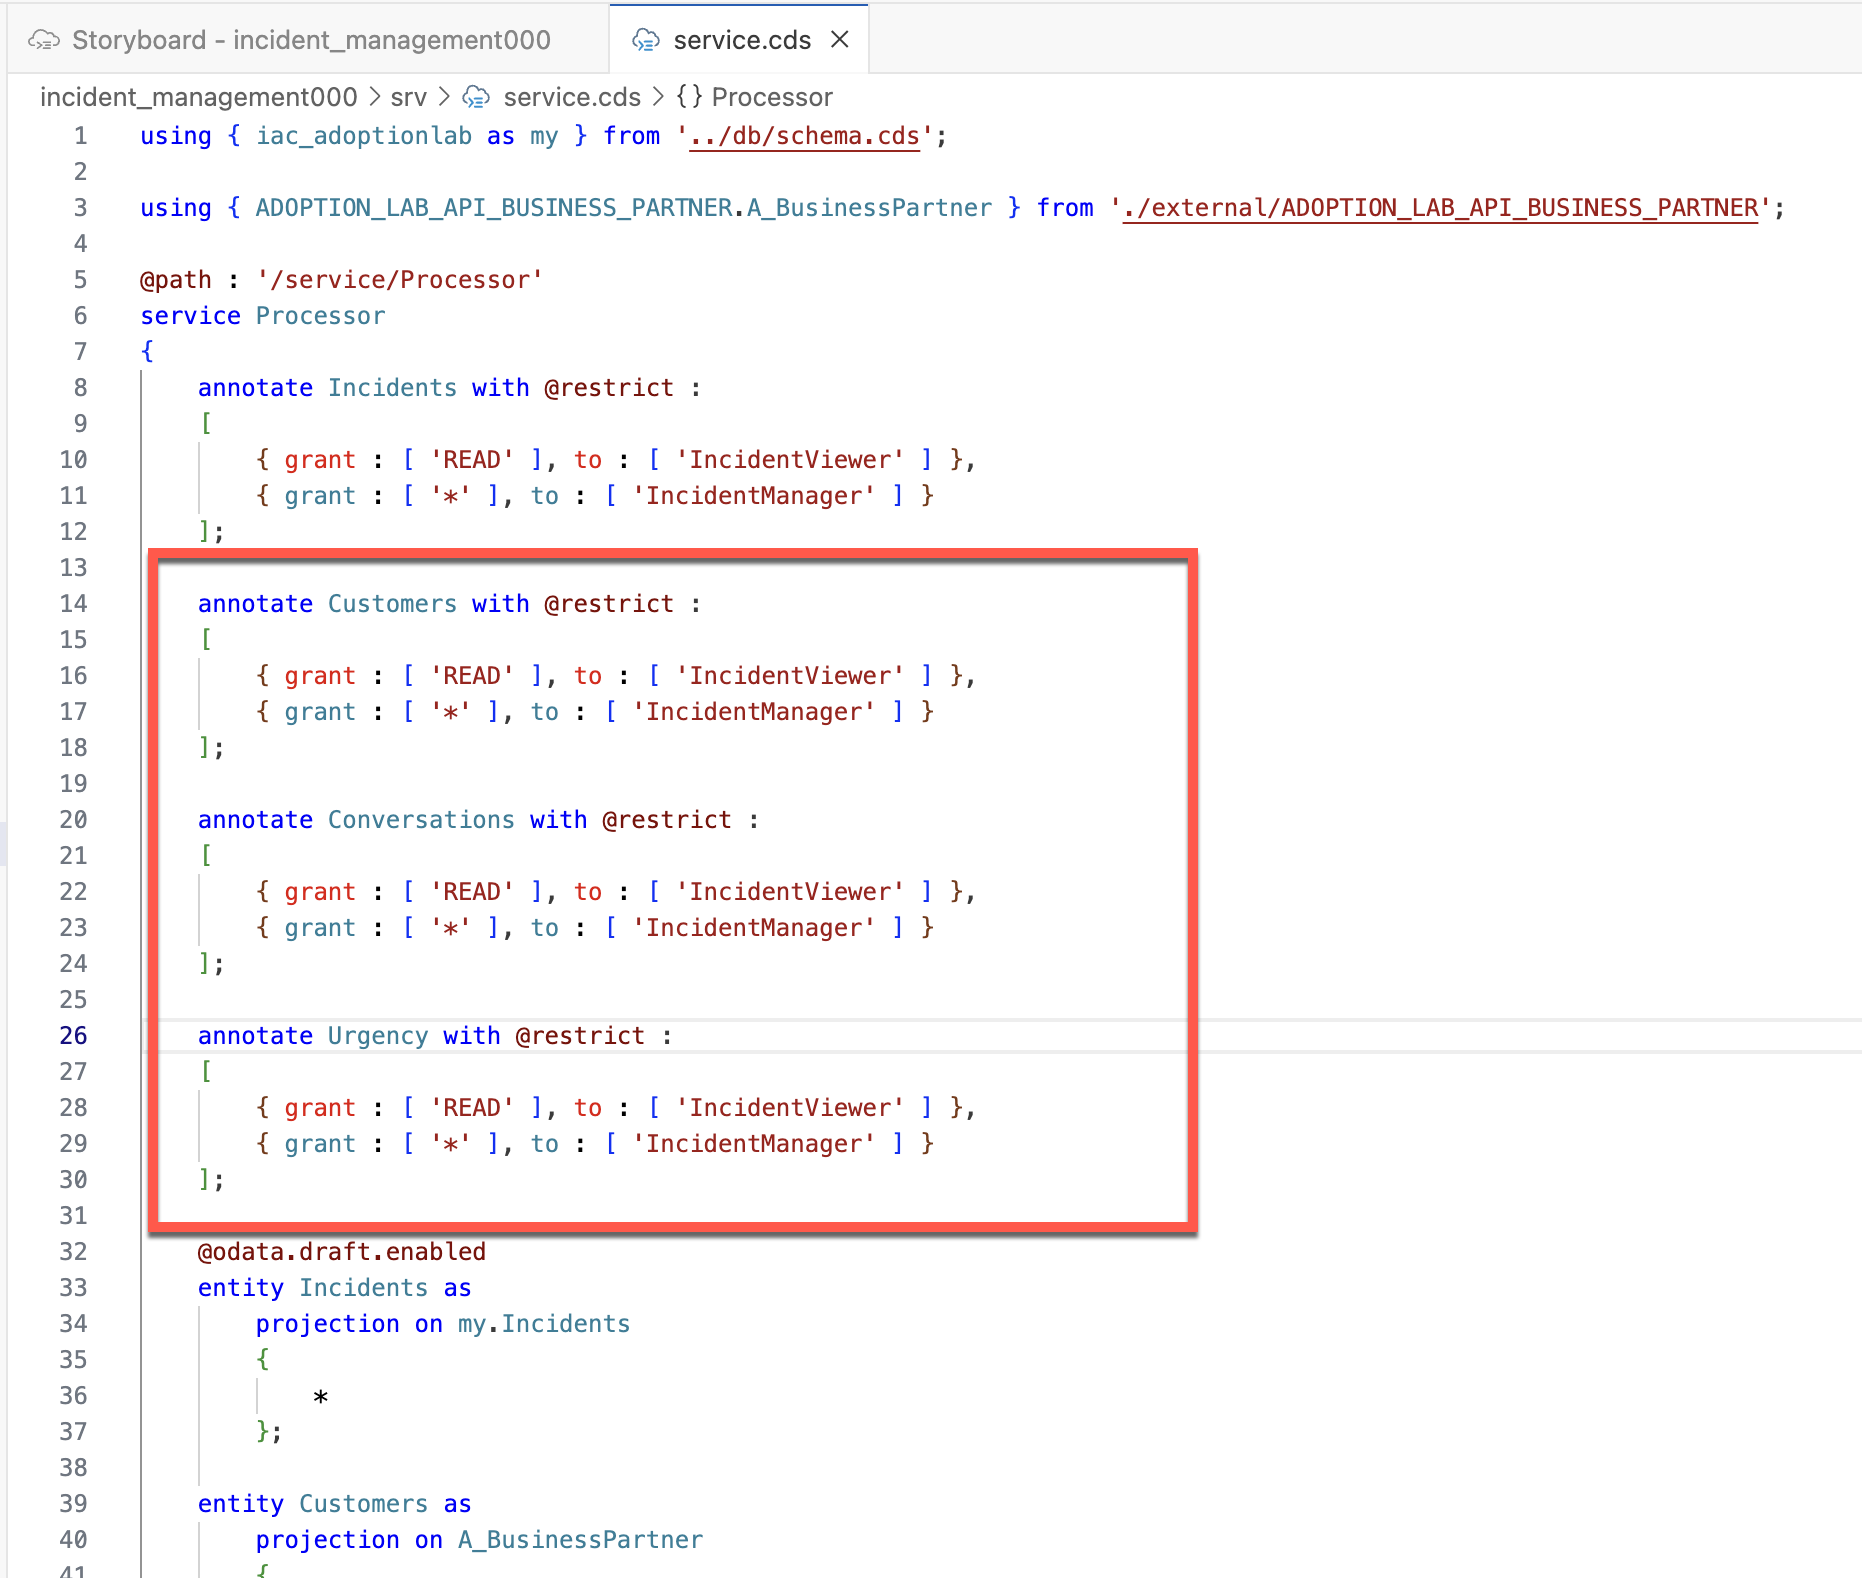 Storyboard - incident_management000
service.cds
incident_management000 > srv > service.cds > {} Processor
1 using { iac_adoptionlab as my } from '../db/schema.cds';
2
3 using { ADOPTION_LAB_API_BUSINESS_PARTNER.A_BusinessPartner } from './external/ADOPTION_LAB_API_BUSINESS_PARTNER';
4
5 @path : '/service/Processor'
6 service Processor
7 {
8     annotate Incidents with @restrict :
9     [
10         { grant : [ 'READ' ], to : [ 'IncidentViewer' ] },
11         { grant : [ '*' ], to : [ 'IncidentManager' ] }
12     ];
13
14     annotate Customers with @restrict :
15     [
16         { grant : [ 'READ' ], to : [ 'IncidentViewer' ] },
17         { grant : [ '*' ], to : [ 'IncidentManager' ] }
18     ];
19
20     annotate Conversations with @restrict :
21     [
22         { grant : [ 'READ' ], to : [ 'IncidentViewer' ] },
23         { grant : [ '*' ], to : [ 'IncidentManager' ] }
24     ];
25
26     annotate Urgency with @restrict :
27     [
28         { grant : [ 'READ' ], to : [ 'IncidentViewer' ] },
29         { grant : [ '*' ], to : [ 'IncidentManager' ] }
30     ];
31
32     @odata.draft.enabled
33     entity Incidents as
34         projection on my.Incidents
35         {
36             *
37         };
38
39     entity Customers as
40         projection on A_BusinessPartner
41         {